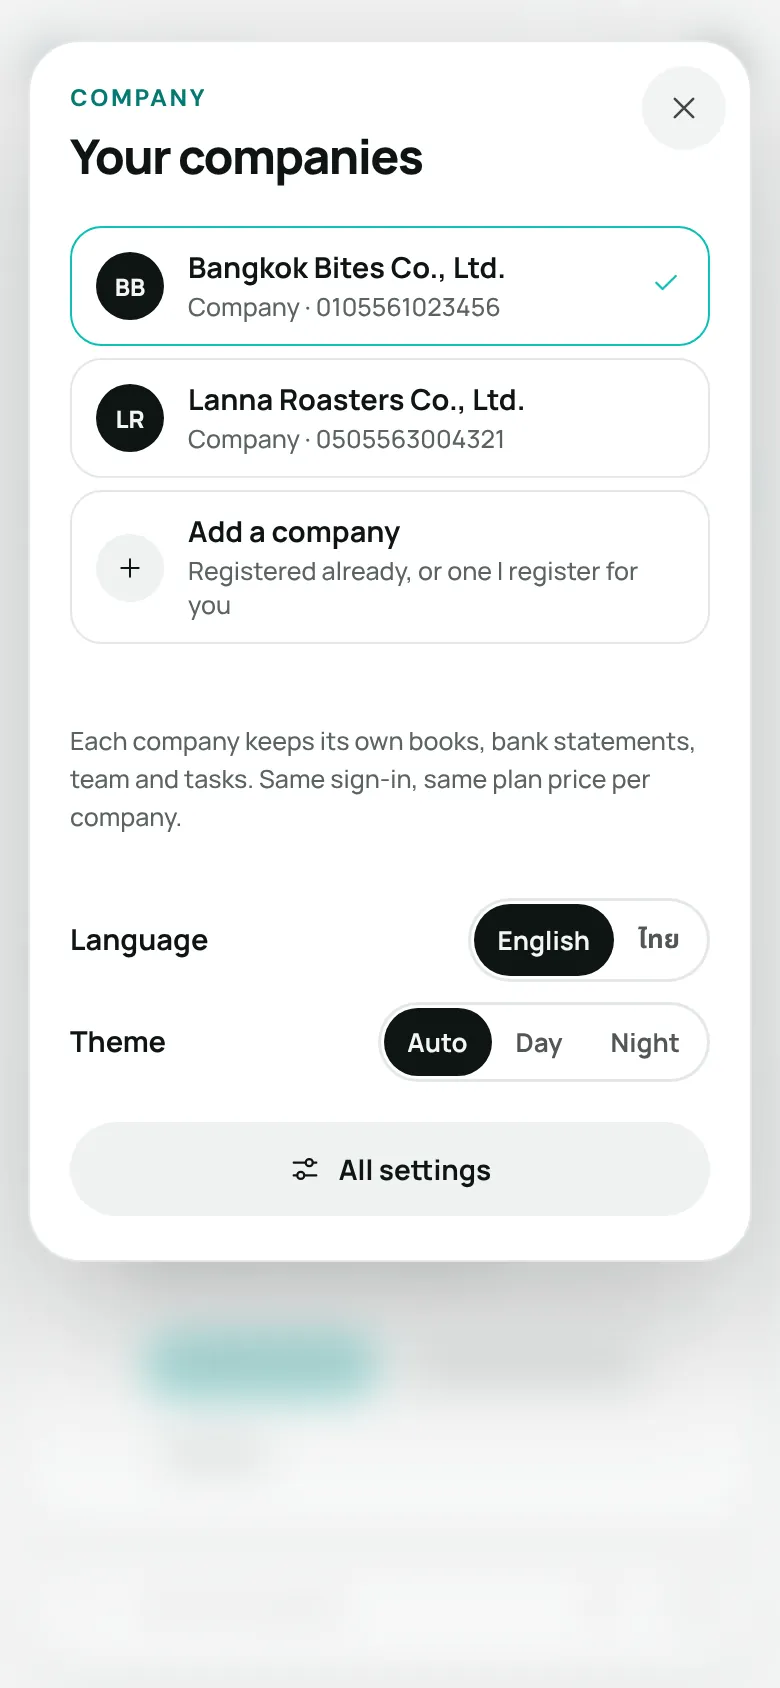 COMPANY
Your companies
BB
Bangkok Bites Co., Ltd.
Company · 0105561023456
LR
Lanna Roasters Co., Ltd.
Company · 0505563004321
Add a company
Registered already, or one I register for
you
Each company keeps its own books, bank statements,
team and tasks. Same sign-in, same plan price per
company.
Language
English
ไทย
Theme
Auto
Day
Night
All settings